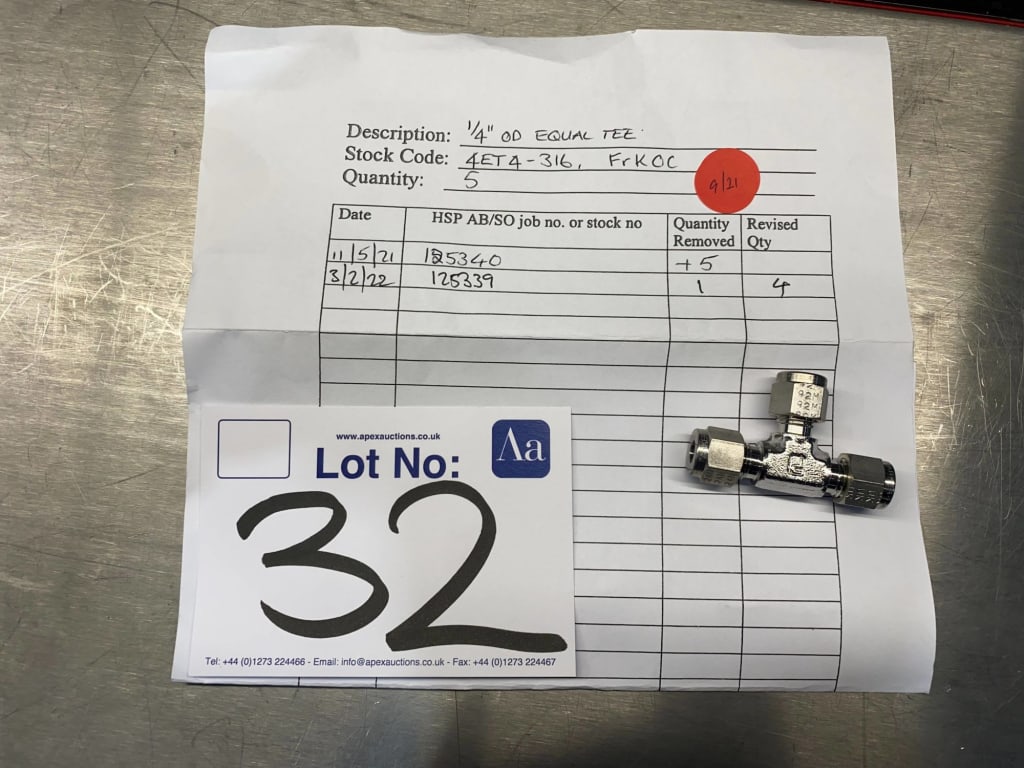 Description: 1/4" OD EQUAL TEE
Stock Code: 4ET4-316, FrKOC
Quantity: 5
9/21
Date HSP AB/SO job no. or stock no Quantity Removed Revised Qty
11/5/21 125340 +5
3/2/22 125339 1 4
www.apexauctions.co.uk
Lot No:
Aa
32
Tel: +44 (0)1273 224466 - Email: info@apexauctions.co.uk - Fax: +44 (0)1273 224467